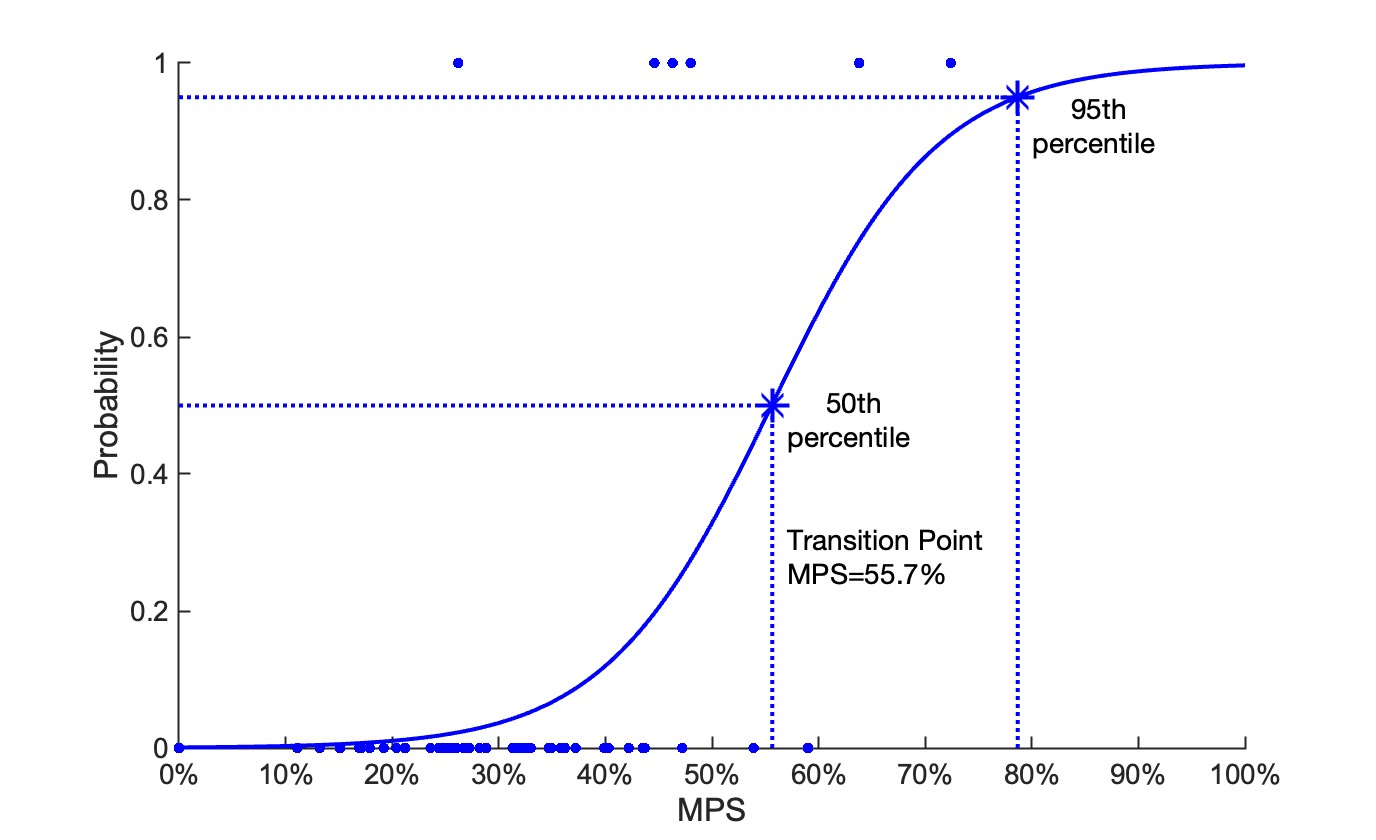 1
95th
percentile
0.8
0.6
Probability
50th
percentile
0.4
Transition Point
MPS=55.7%
0.2
0
0% 10% 20% 30% 40% 50% 60% 70% 80% 90% 100%
MPS